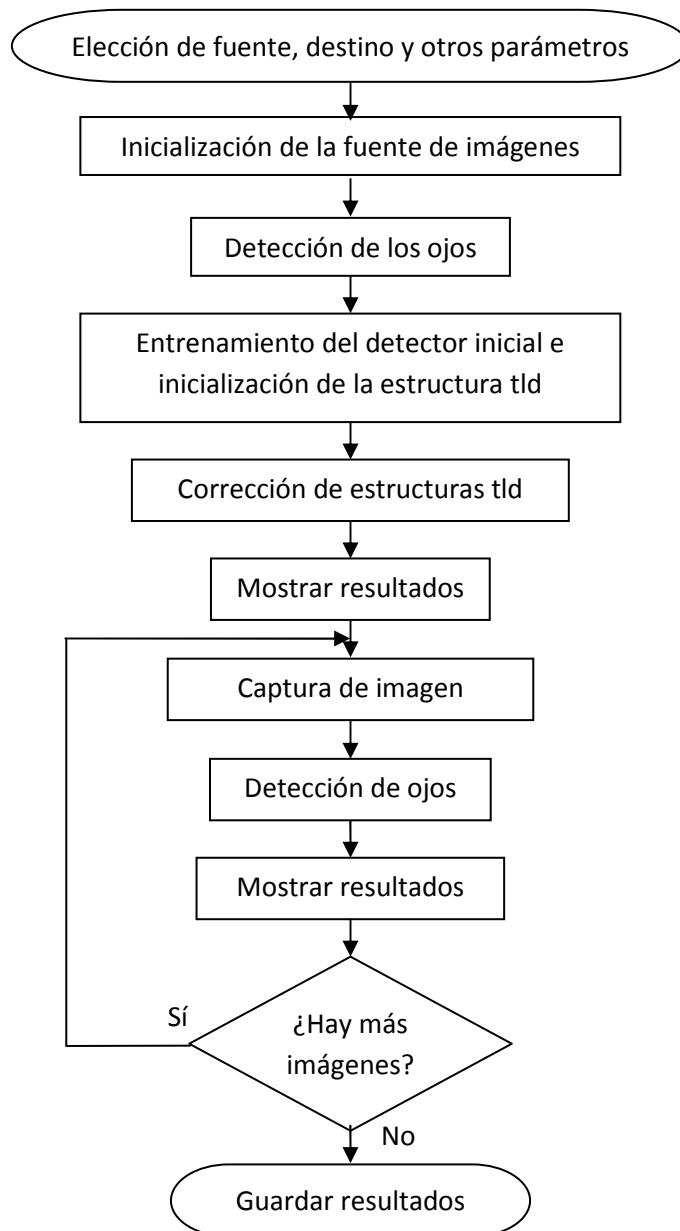 Elección de fuente, destino y otros parámetros
Inicialización de la fuente de imágenes
Detección de los ojos
Entrenamiento del detector inicial e
inicialización de la estructura tld
Corrección de estructuras tld
Mostrar resultados
Captura de imagen
Detección de ojos
Mostrar resultados
Sí
¿Hay más
imágenes?
No
Guardar resultados